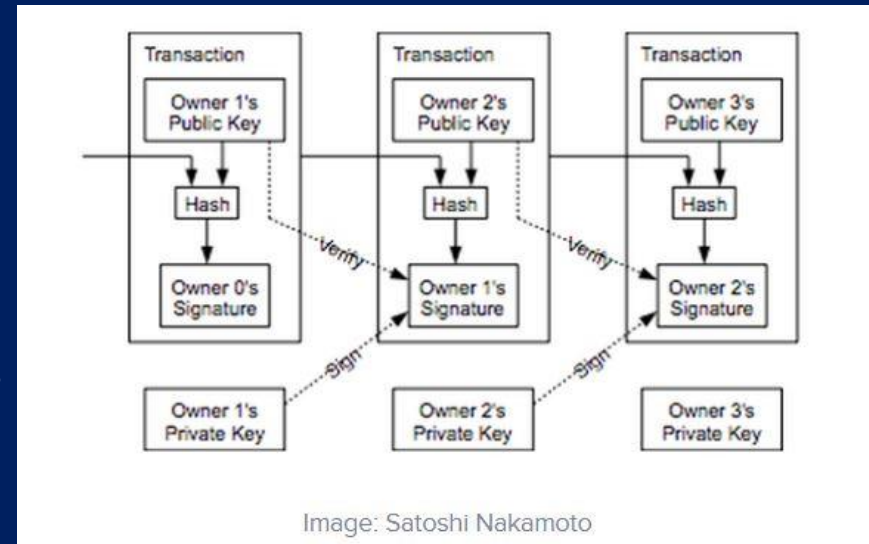 Transaction
Owner 1's
Public Key
Hash
Owner 0's
Signature
Transaction
Owner 2's
Public Key
Hash
Verify
Owner 1's
Signature
Transaction
Owner 3's
Public Key
Hash
Verify
Owner 2's
Signature
Sign
Sign
Owner 1's
Private Key
Owner 2's
Private Key
Owner 3's
Private Key
Image: Satoshi Nakamoto